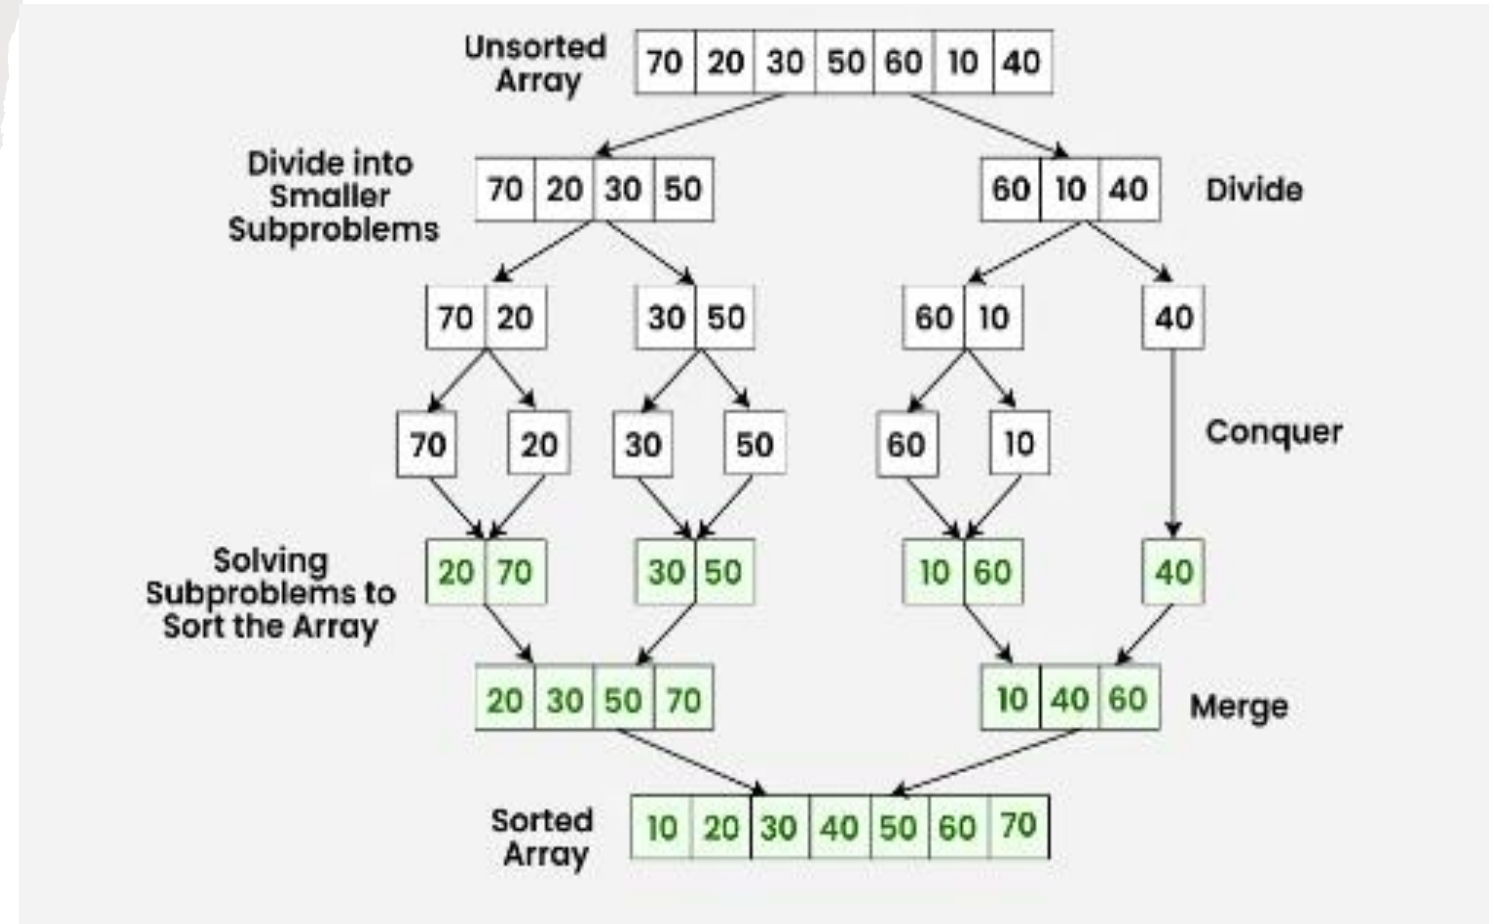 Unsorted
Array
70 20 30 50 60 10 40
Divide into
Smaller
Subproblems
70 20 30 50
60 10 40
Divide
70 20
30 50
60 10
40
70
20
30
50
60
10
Conquer
Solving
Subproblems to
Sort the Array
20 70
30 50
10 60
40
20 30 50 70
10 40 60
Merge
Sorted
Array
10 20 30 40 50 60 70